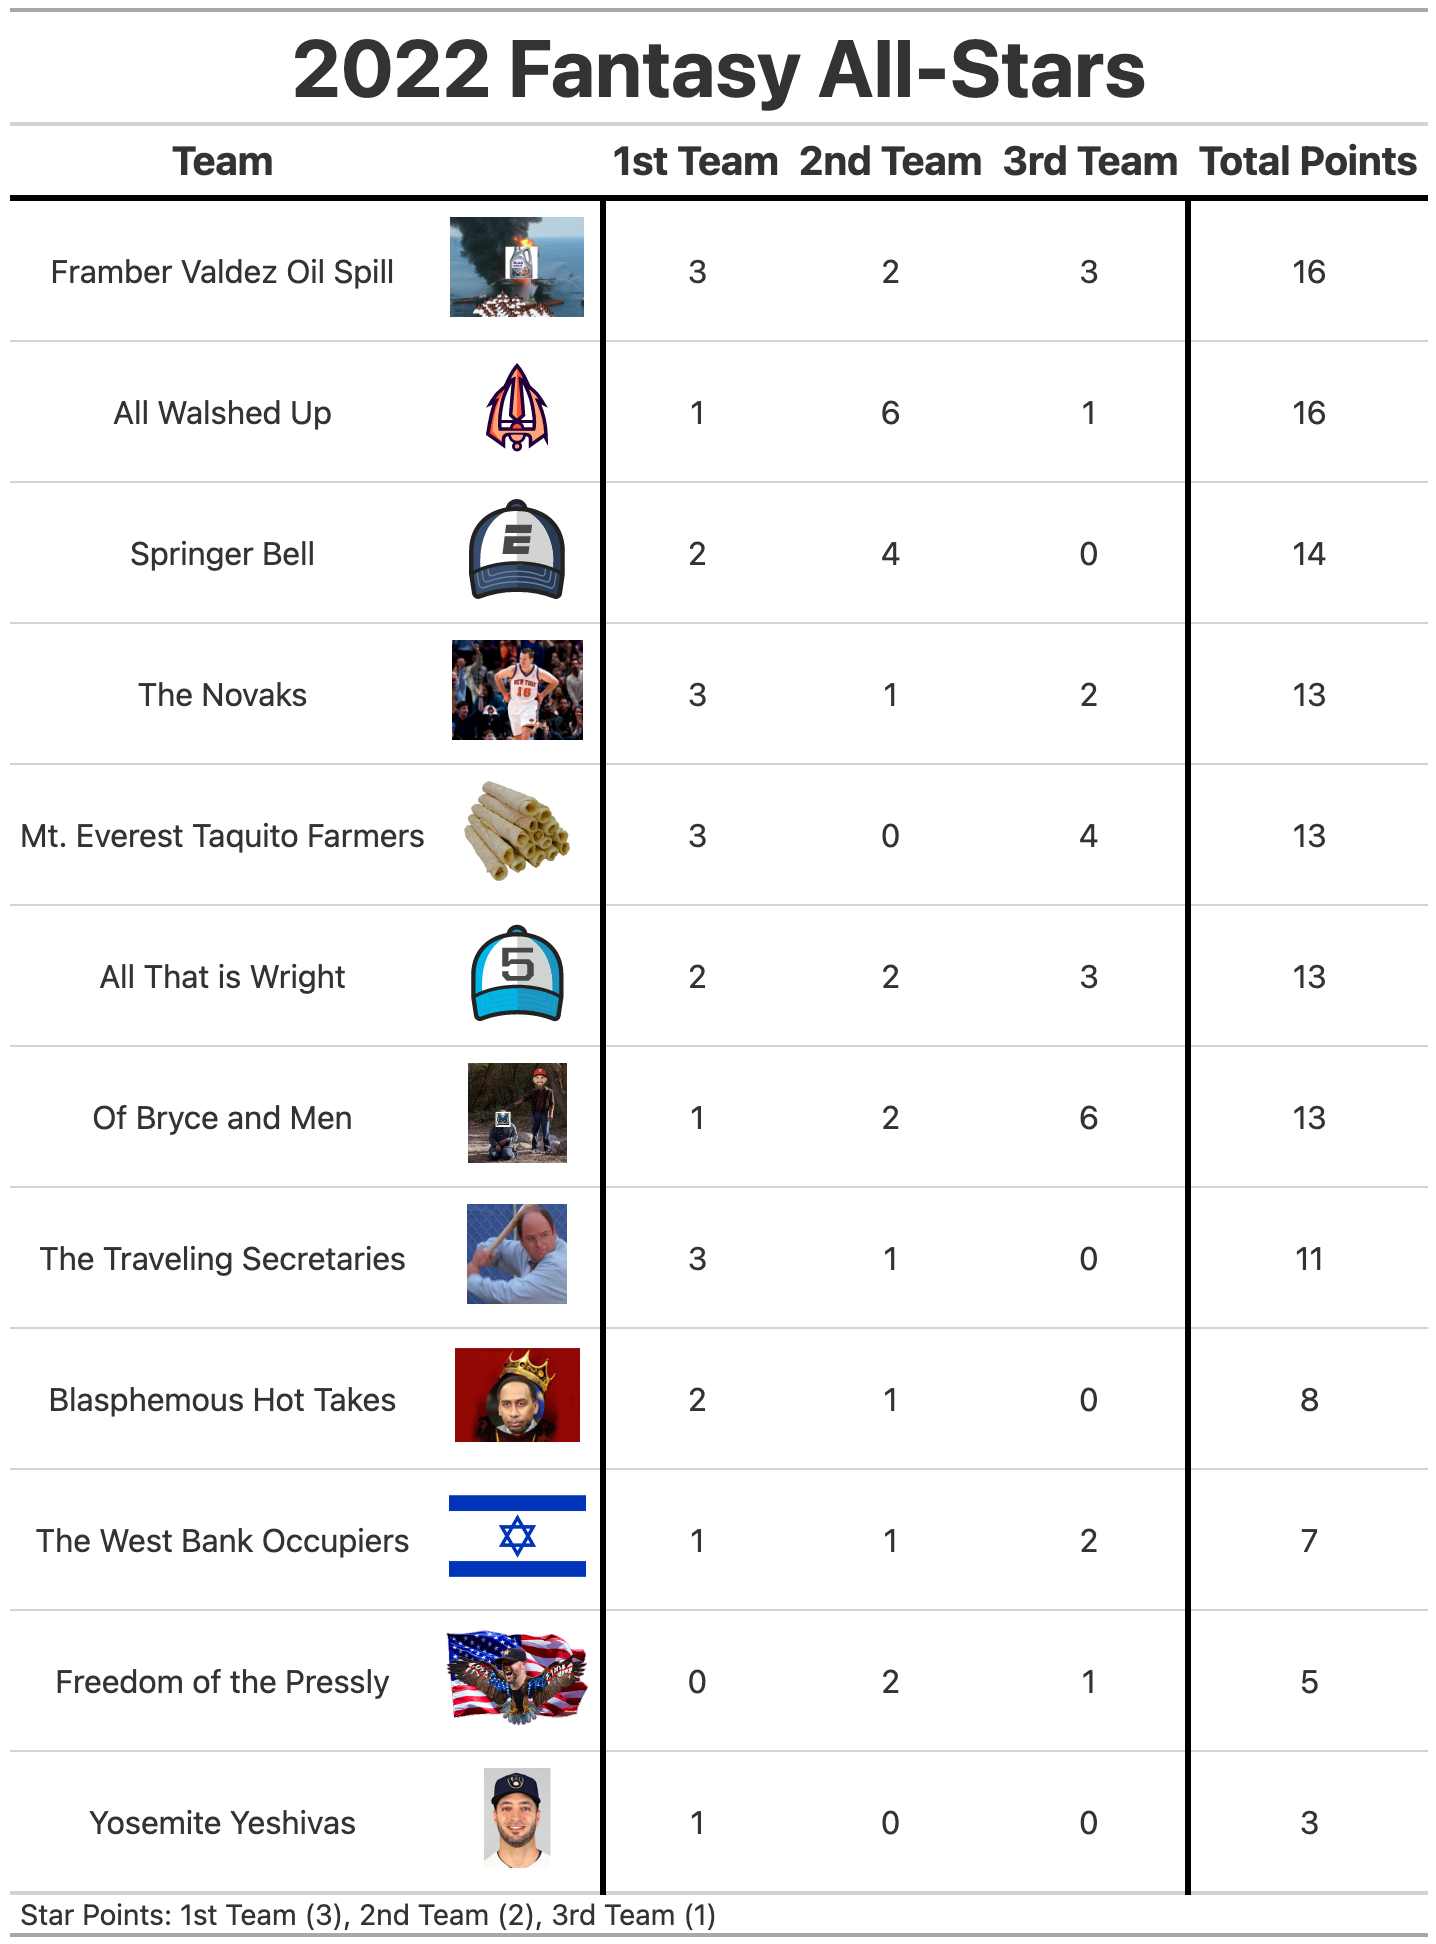 2022 Fantasy All-Stars
Team 1st Team 2nd Team 3rd Team Total Points
Framber Valdez Oil Spill 3 2 3 16
All Walshed Up 1 6 1 16
E
Springer Bell 2 4 0 14
NEW YORK
16
The Novaks 3 1 2 13
Mt. Everest Taquito Farmers 3 0 4 13
5
All That is Wright 2 2 3 13
Of Bryce and Men 1 2 6 13
The Traveling Secretaries 3 1 0 11
Blasphemous Hot Takes 2 1 0 8
The West Bank Occupiers 1 1 2 7
Freedom of the Pressly 0 2 1 5
Yosemite Yeshivas 1 0 0 3
Star Points: 1st Team (3), 2nd Team (2), 3rd Team (1)